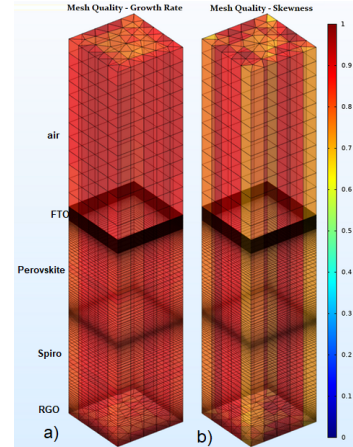 Mesh Quality - Growth Rate
Mesh Quality - Skewness
air
FTO
Perovskite
Spiro
RGO
a)
b)
1
0.9
0.8
0.7
0.6
0.5
0.4
0.3
0.2
0.1
0